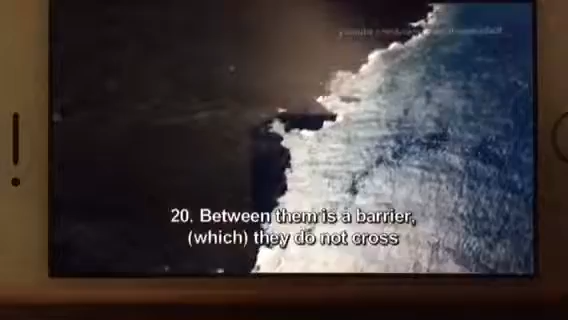 20. Between them is a barrier,
(which) they do not cross